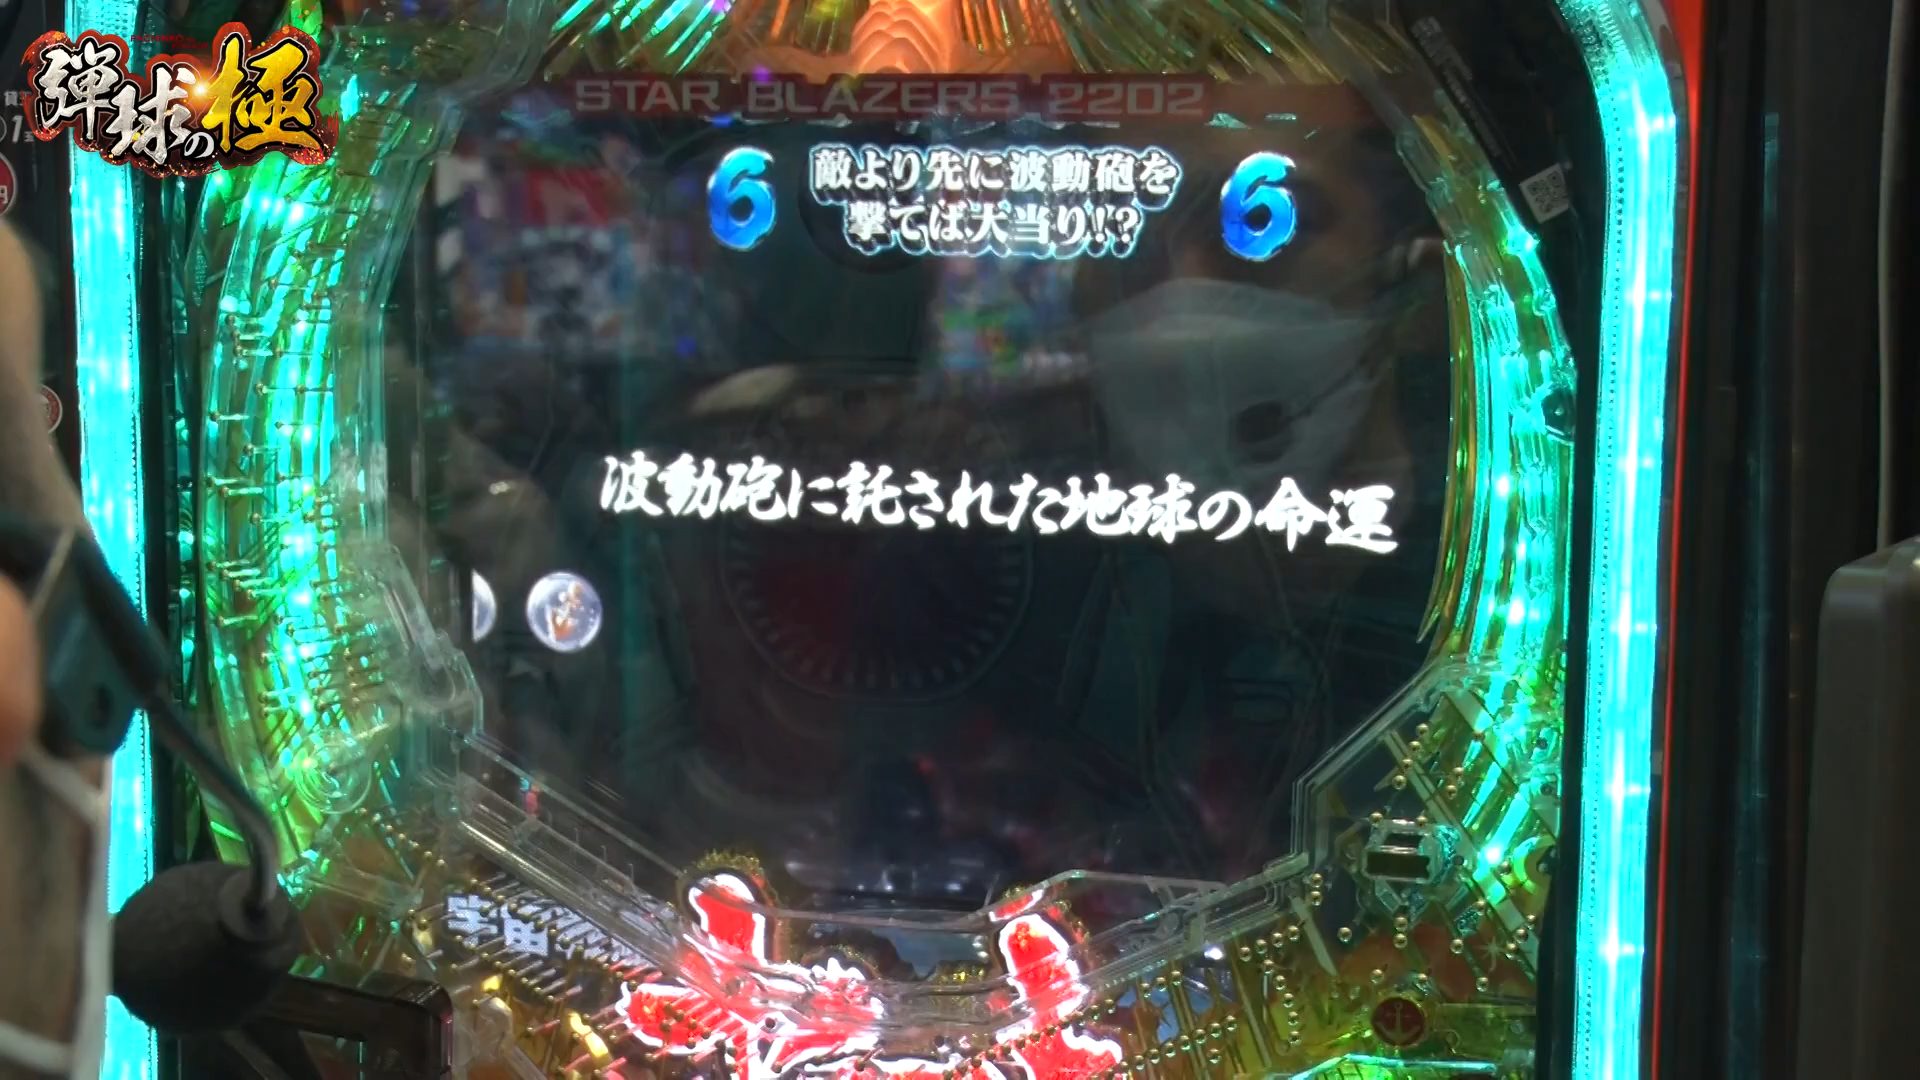 弾球の極
STAR BLAZERS 2202
6 敵より先に波動砲を 6
撃てば大当り!?
波動砲に託された地球の命運